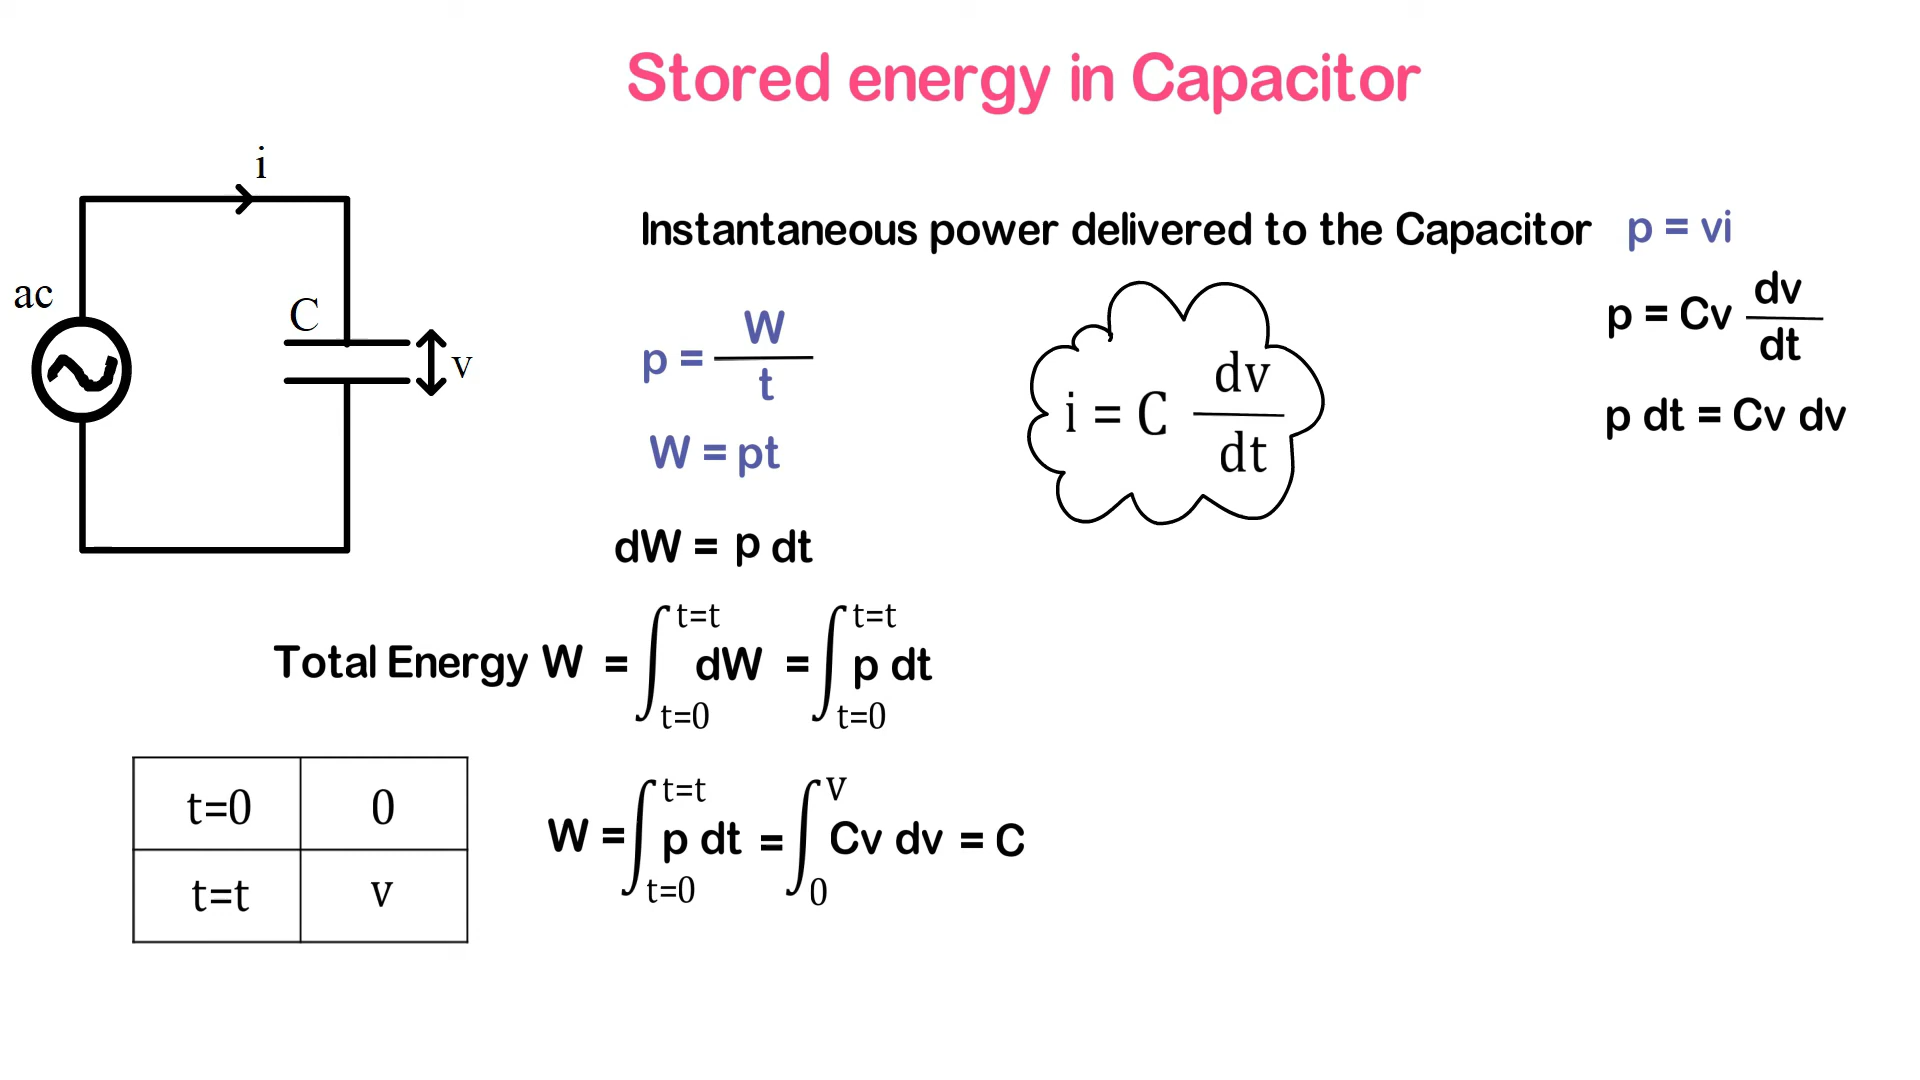 Stored energy in Capacitor
i
ac
C
v
Instantaneous power delivered to the Capacitor p = vi
p = W/t
W = pt
i = C dv/dt
p = Cv dv/dt
p dt = Cv dv
dW = p dt
Total Energy W = ∫_{t=0}^{t=t} dW = ∫_{t=0}^{t=t} p dt
t=0 0
t=t v
W = ∫_{t=0}^{t=t} p dt = ∫_{0}^{v} Cv dv = C